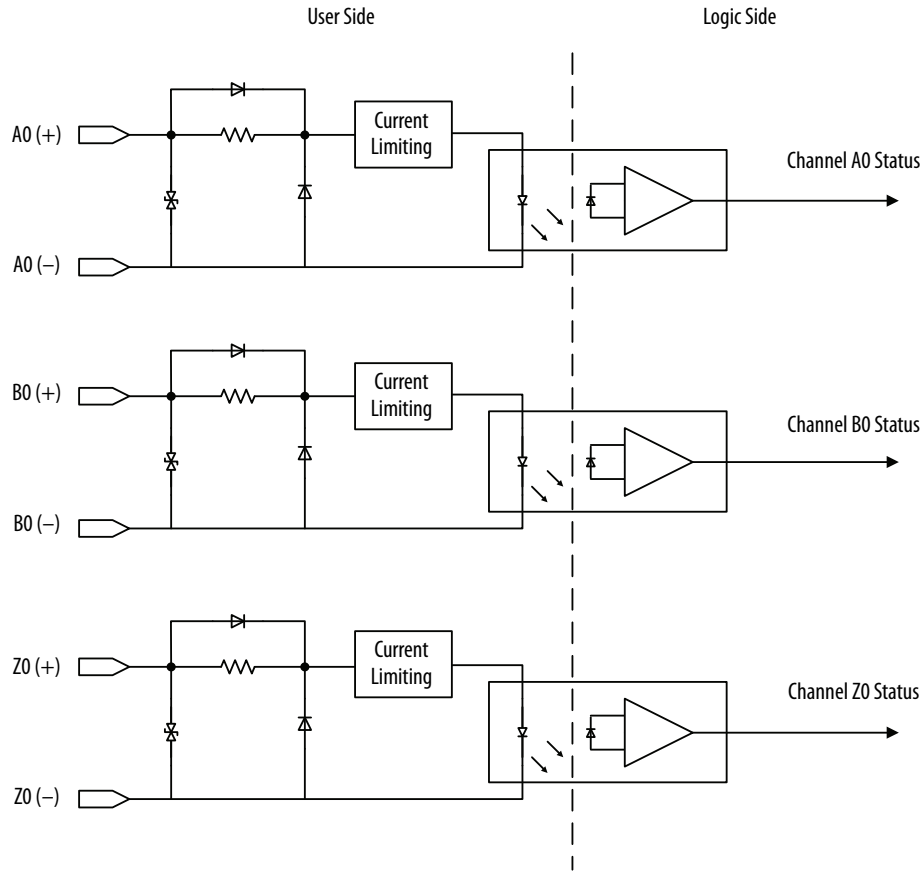 User Side
Logic Side
A0 (+)
Current
Limiting
Channel A0 Status
A0 (−)
B0 (+)
Current
Limiting
Channel B0 Status
B0 (−)
Z0 (+)
Current
Limiting
Channel Z0 Status
Z0 (−)